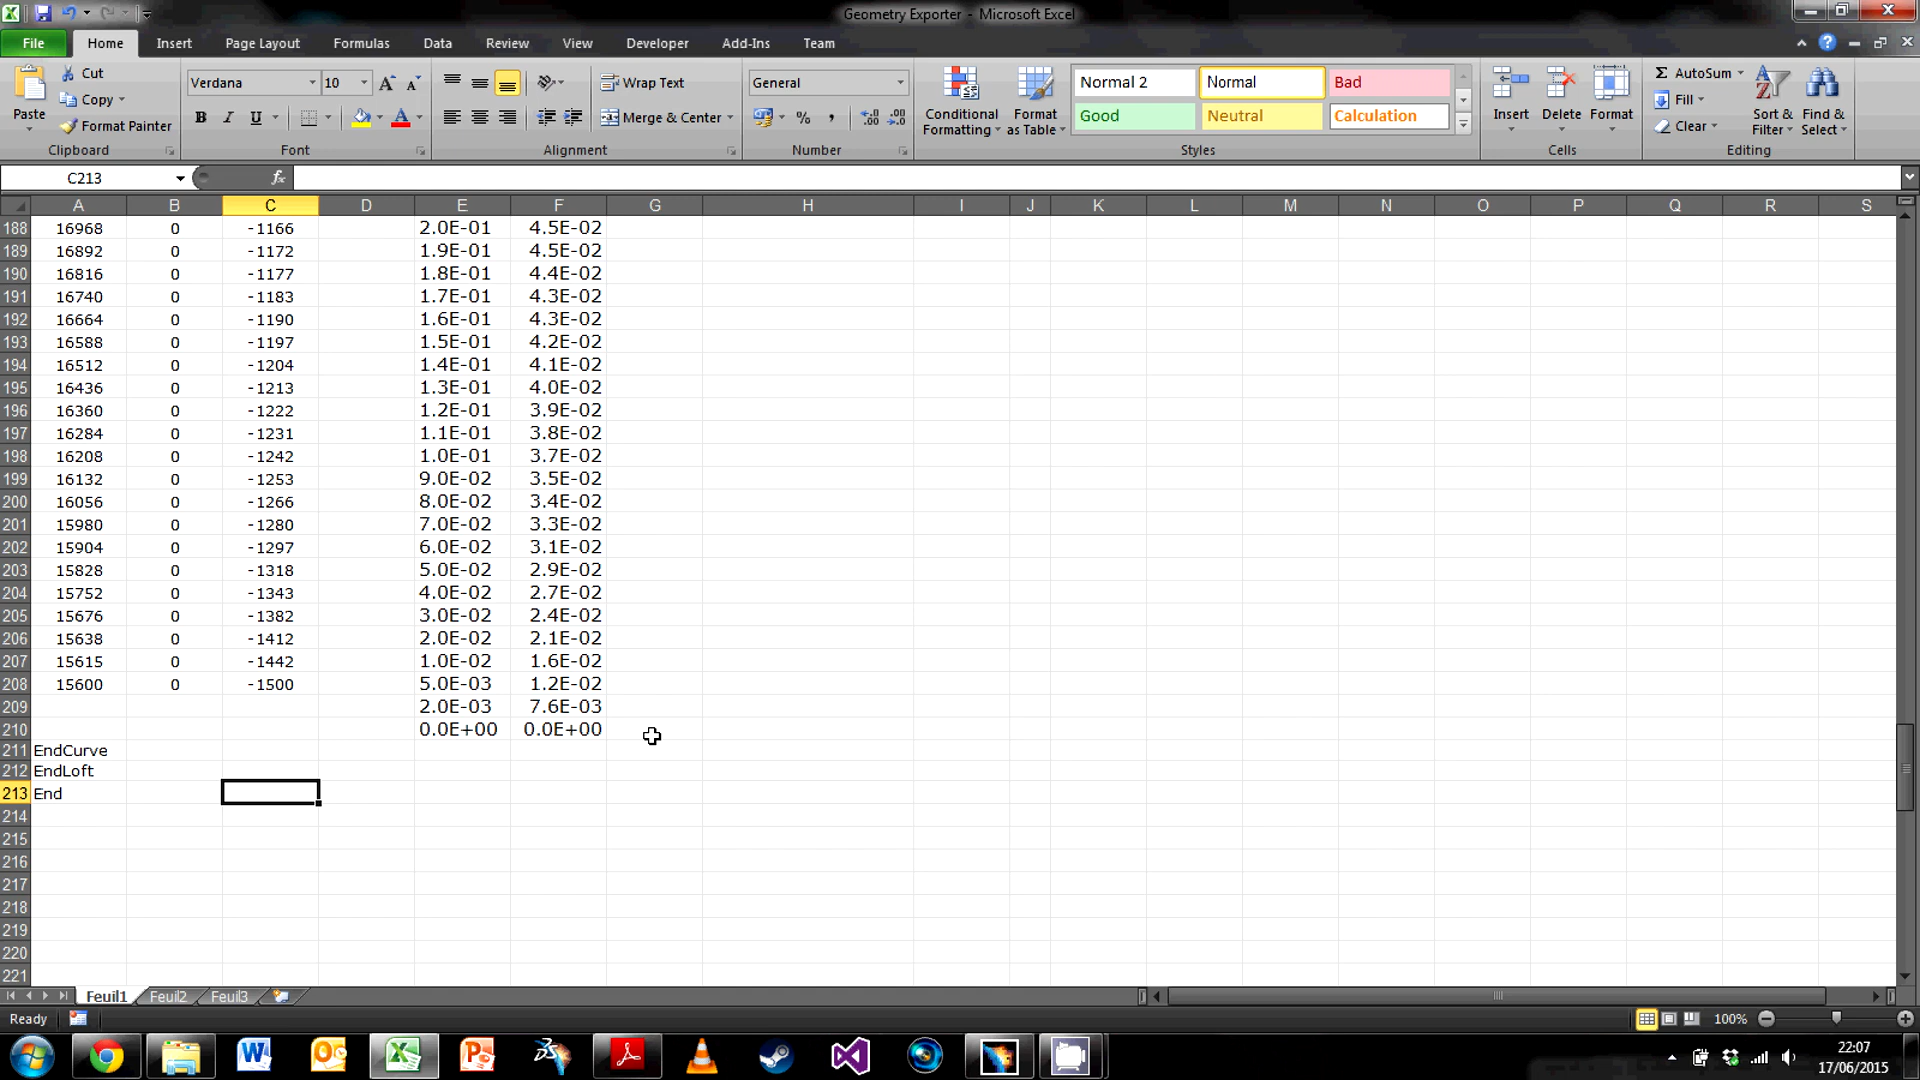 Geometry Exporter - Microsoft Excel
File Home Insert Page Layout Formulas Data Review View Developer Add-Ins Team
Paste
Cut
Copy
Format Painter
Clipboard
Verdana 10
B I U
Font
Wrap Text
Merge & Center
Alignment
General
%
Number
Conditional Formatting
Format as Table
Normal 2 Normal Bad
Good Neutral Calculation
Styles
Insert Delete Format
Cells
AutoSum
Fill
Clear
Sort & Filter
Find & Select
Editing
C213 fx
A B C D E F G H I J K L M N O P Q R S
188 16968 0 -1166 2.0E-01 4.5E-02
189 16892 0 -1172 1.9E-01 4.5E-02
190 16816 0 -1177 1.8E-01 4.4E-02
191 16740 0 -1183 1.7E-01 4.3E-02
192 16664 0 -1190 1.6E-01 4.3E-02
193 16588 0 -1197 1.5E-01 4.2E-02
194 16512 0 -1204 1.4E-01 4.1E-02
195 16436 0 -1213 1.3E-01 4.0E-02
196 16360 0 -1222 1.2E-01 3.9E-02
197 16284 0 -1231 1.1E-01 3.8E-02
198 16208 0 -1242 1.0E-01 3.7E-02
199 16132 0 -1253 9.0E-02 3.5E-02
200 16056 0 -1266 8.0E-02 3.4E-02
201 15980 0 -1280 7.0E-02 3.3E-02
202 15904 0 -1297 6.0E-02 3.1E-02
203 15828 0 -1318 5.0E-02 2.9E-02
204 15752 0 -1343 4.0E-02 2.7E-02
205 15676 0 -1382 3.0E-02 2.4E-02
206 15638 0 -1412 2.0E-02 2.1E-02
207 15615 0 -1442 1.0E-02 1.6E-02
208 15600 0 -1500 5.0E-03 1.2E-02
209 2.0E-03 7.6E-03
210 0.0E+00 0.0E+00
211 EndCurve
212 EndLoft
213 End
214
215
216
217
218
219
220
221
Feuil1 Feuil2 Feuil3
Ready 100%
22:07
17/06/2015